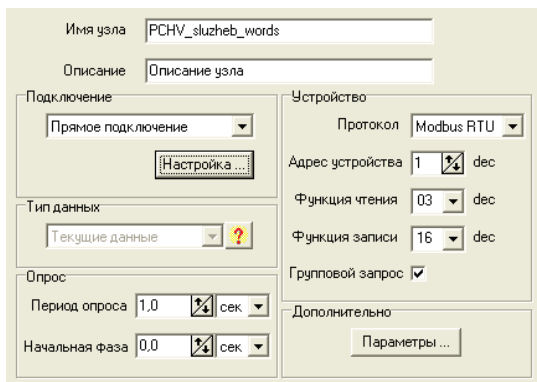 Имя узла PCHV_sluzheb_words
Описание Описание узла
Подключение
Прямое подключение
Настройка ...
Тип данных
Текущие данные ?
Опрос
Период опроса 1,0 сек
Начальная фаза 0,0 сек
Устройство
Протокол Modbus RTU
Адрес устройства 1 dec
Функция чтения 03 dec
Функция записи 16 dec
Групповой запрос
Дополнительно
Параметры ...